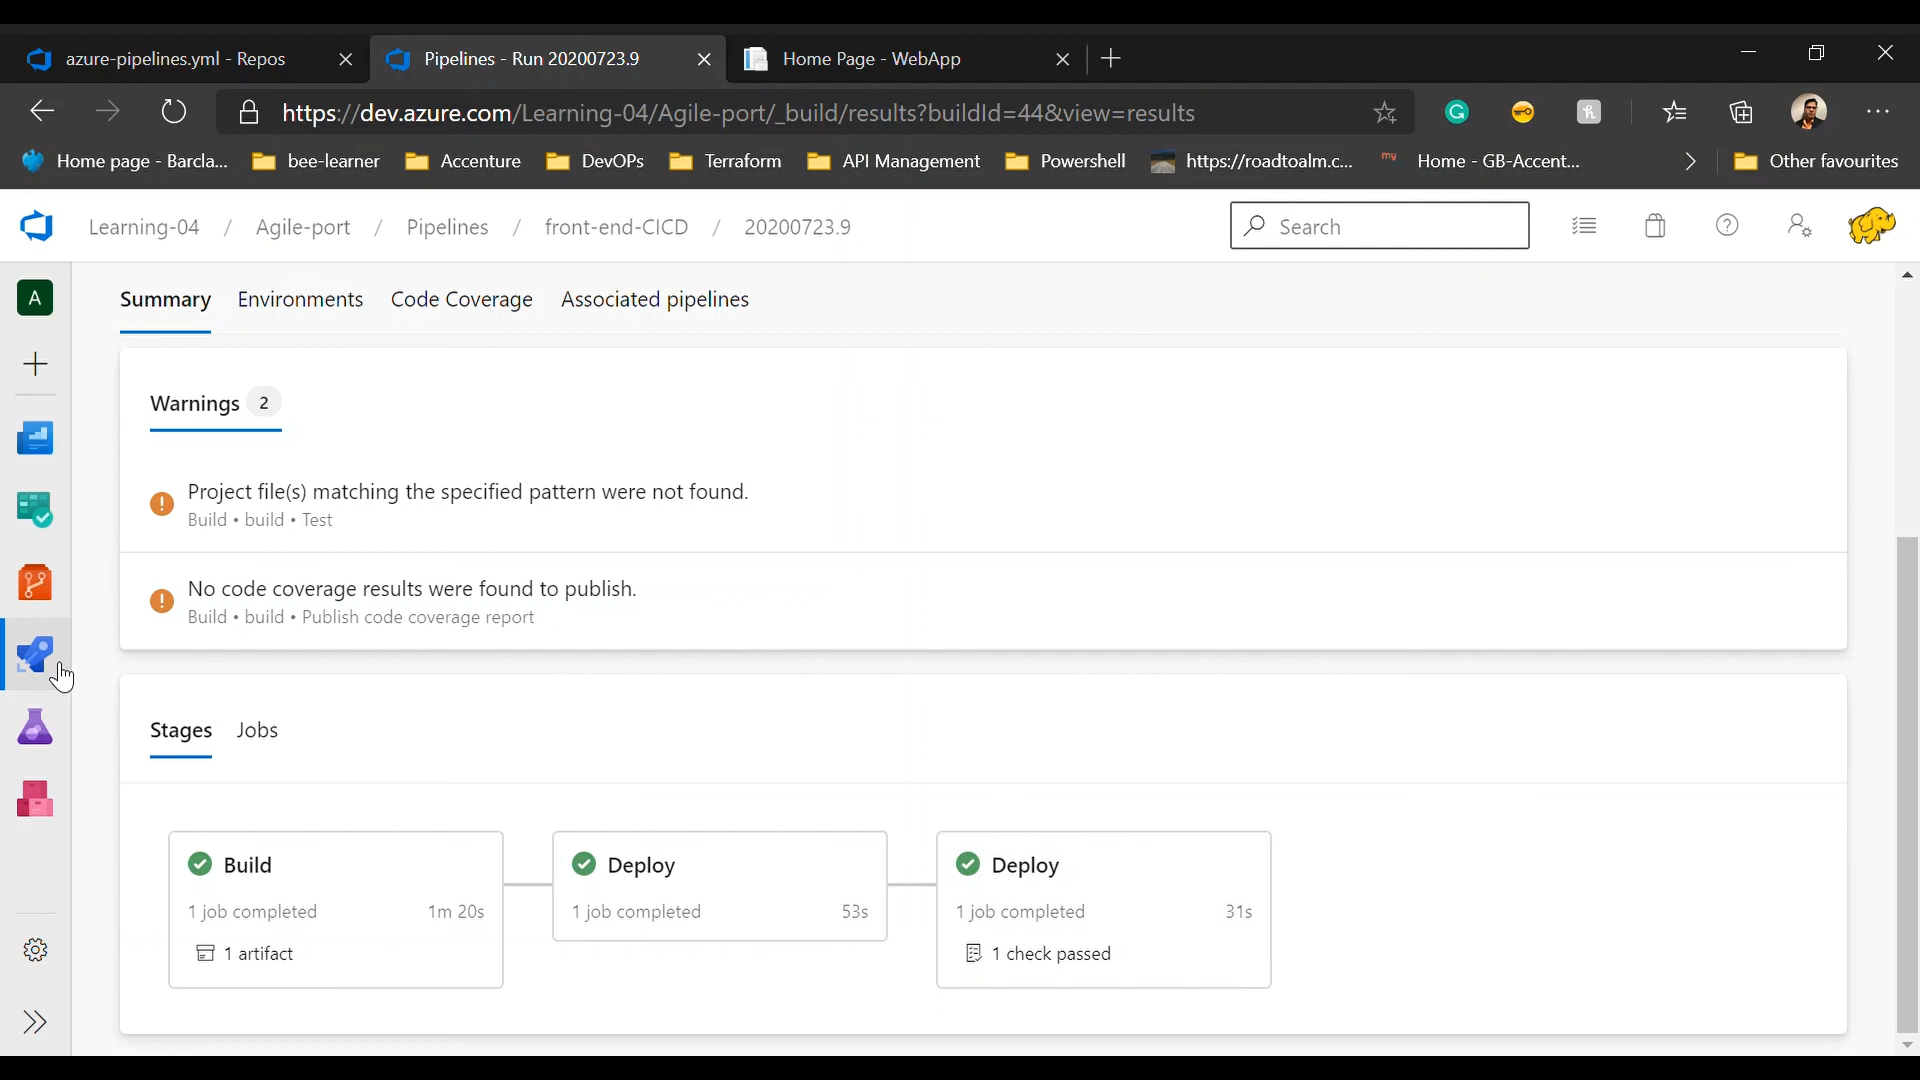 azure-pipelines.yml - Repos
Pipelines - Run 20200723.9
Home Page - WebApp
https://dev.azure.com/Learning-04/Agile-port/_build/results?buildId=44&view=results
Home page - Barcla...
bee-learner
Accenture
DevOPs
Terraform
API Management
Powershell
https://roadtoalm.c...
my
Home - GB-Accent...
Other favourites
Learning-04 / Agile-port / Pipelines / front-end-CICD / 20200723.9
Search
A
Summary
Environments
Code Coverage
Associated pipelines
Warnings 2
Project file(s) matching the specified pattern were not found.
Build • build • Test
No code coverage results were found to publish.
Build • build • Publish code coverage report
Stages
Jobs
Build
1 job completed 1m 20s
1 artifact
Deploy
1 job completed 53s
Deploy
1 job completed 31s
1 check passed